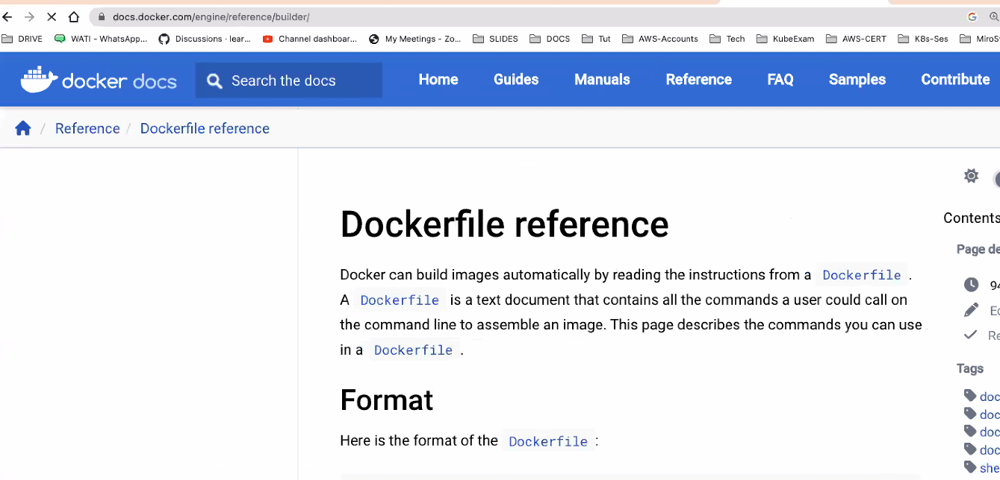 docs.docker.com/engine/reference/builder/
DRIVE WATI - WhatsApp... Discussions · lear... Channel dashboar... My Meetings - Zo... SLIDES DOCS Tut AWS-Accounts Tech KubeExam AWS-CERT K8s-Ses MiroS
docker docs Search the docs Home Guides Manuals Reference FAQ Samples Contribute
/ Reference / Dockerfile reference
Dockerfile reference
Contents
Docker can build images automatically by reading the instructions from a Dockerfile .
A Dockerfile is a text document that contains all the commands a user could call on
the command line to assemble an image. This page describes the commands you can use
in a Dockerfile .
Page de
94
Ed
Re
Tags
doc
doc
doc
doc
she
Format
Here is the format of the Dockerfile :